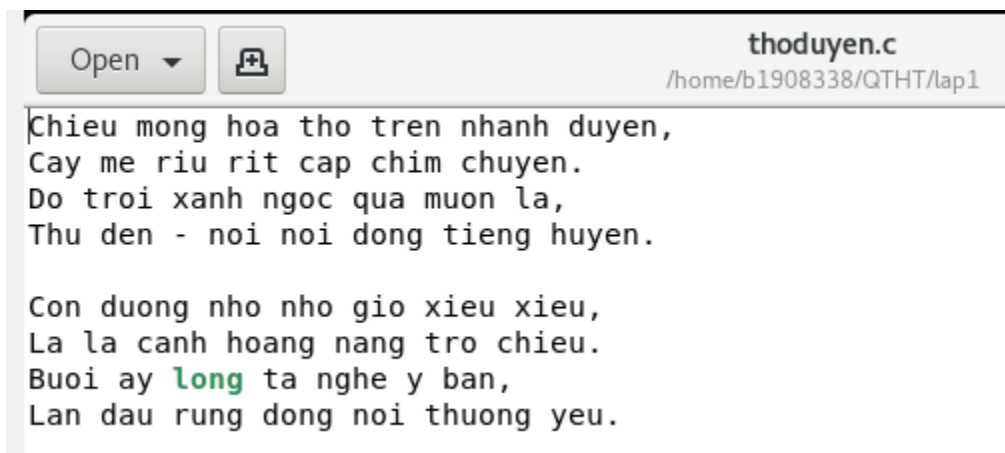 Open
thoduyen.c
/home/b1908338/QTHT/lap1
Chieu mong hoa tho tren nhanh duyen,
Cay me riu rit cap chim chuyen.
Do troi xanh ngoc qua muon la,
Thu den - noi noi dong tieng huyen.

Con duong nho nho gio xieu xieu,
La la canh hoang nang tro chieu.
Buoi ay long ta nghe y ban,
Lan dau rung dong noi thuong yeu.